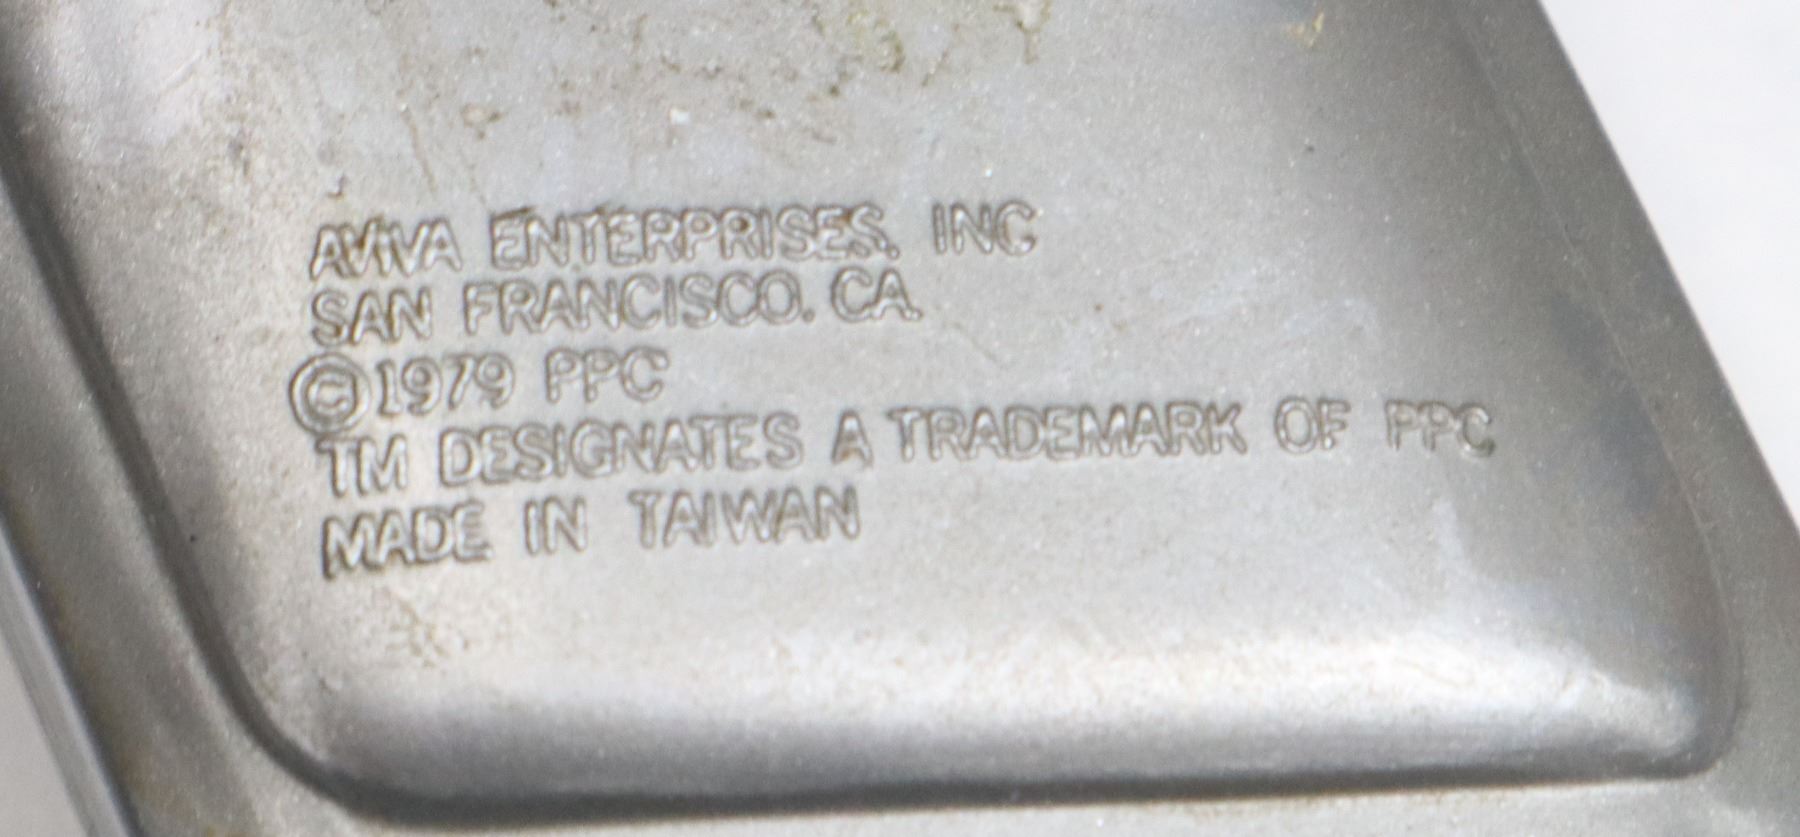 AVIVA ENTERPRISES, INC
SAN FRANCISCO. CA.
©1979 PPC
TM DESIGNATES A TRADEMARK OF PPC
MADE IN TAIWAN